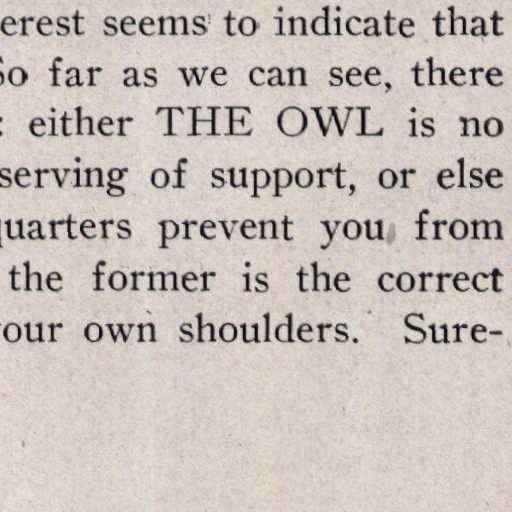 erest seems to indicate that
So far as we can see, there
: either THE OWL is no
serving of support, or else
quarters prevent you from
the former is the correct
your own shoulders. Sure-